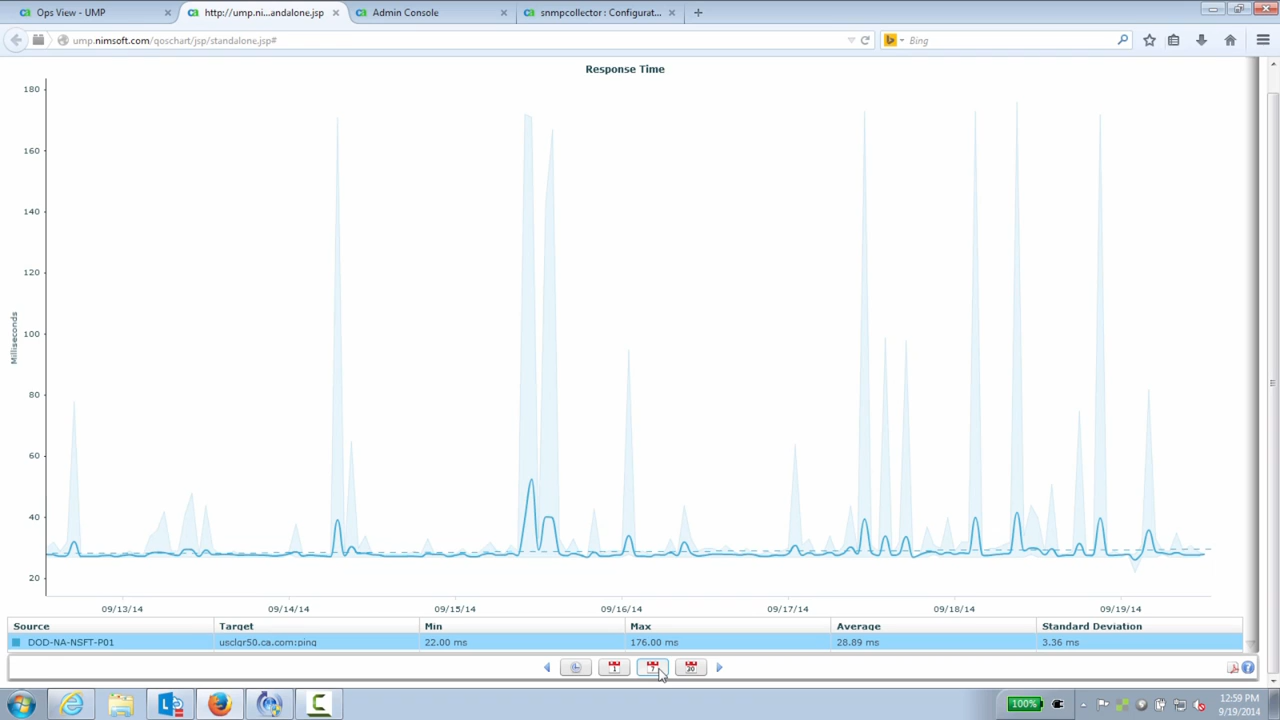 Ops View - UMP
http://ump.ni...andalone.jsp
Admin Console
snmpcollector : Configurat...
ump.nimsoft.com/qoschart/jsp/standalone.jsp#
Bing
Response Time
180
160
140
120
100
80
60
40
20
Milliseconds
09/13/14 09/14/14 09/15/14 09/16/14 09/17/14 09/18/14 09/19/14
Source Target Min Max Average Standard Deviation
DOD-NA-NSFT-P01 usclgr50.ca.com:ping 22.00 ms 176.00 ms 28.89 ms 3.36 ms
1 7 30
100% 12:59 PM
9/19/2014